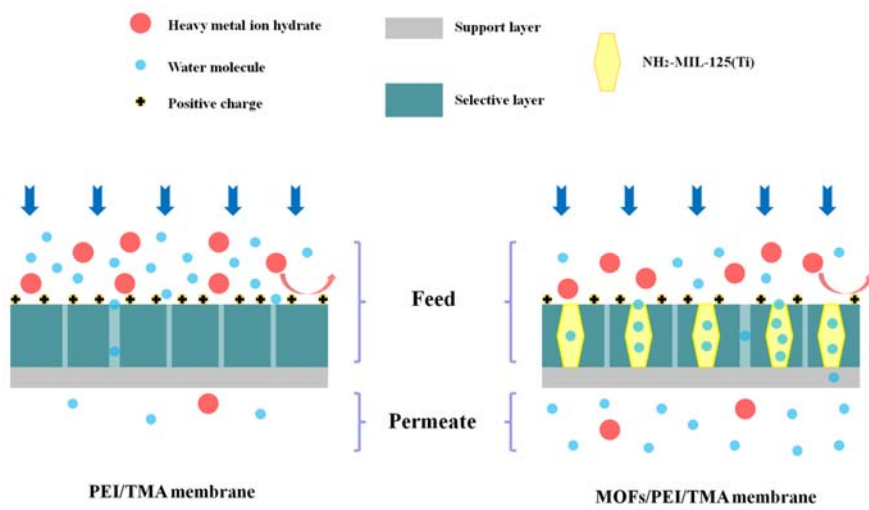 Heavy metal ion hydrate
Water molecule
Positive charge
Support layer
Selective layer
NH₂-MIL-125(Ti)
Feed
Permeate
PEI/TMA membrane
MOFs/PEI/TMA membrane